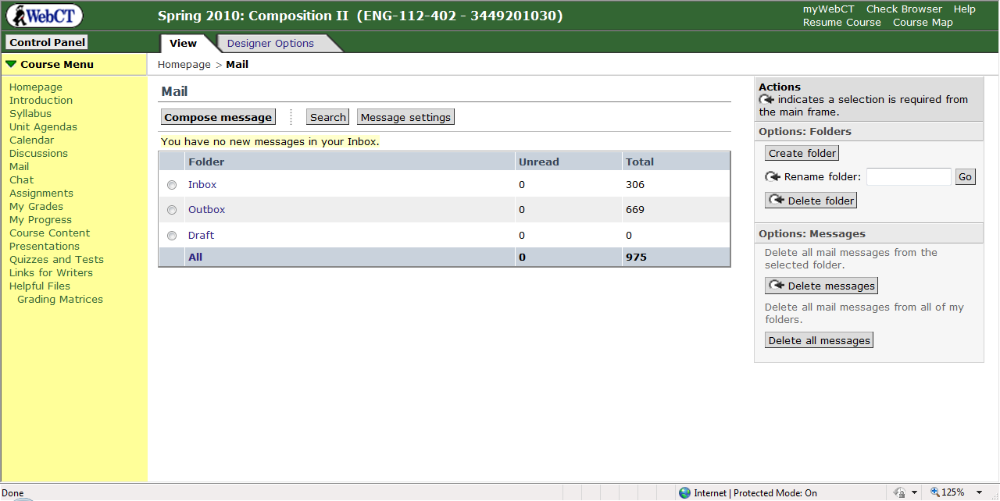 WebCT
Spring 2010: Composition II (ENG-112-402 - 3449201030)
myWebCT Check Browser Help
Resume Course Course Map
Control Panel
View
Designer Options
Course Menu
Homepage > Mail
Homepage
Introduction
Syllabus
Unit Agendas
Calendar
Discussions
Mail
Chat
Assignments
My Grades
My Progress
Course Content
Presentations
Quizzes and Tests
Links for Writers
Helpful Files
Grading Matrices
Mail
Compose message Search Message settings
You have no new messages in your Inbox.
Folder Unread Total
Inbox 0 306
Outbox 0 669
Draft 0 0
All 0 975
Actions
indicates a selection is required from
the main frame.
Options: Folders
Create folder
Rename folder: Go
Delete folder
Options: Messages
Delete all mail messages from the
selected folder.
Delete messages
Delete all mail messages from all of my
folders.
Delete all messages
Done Internet | Protected Mode: On 125%